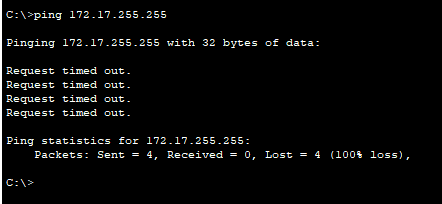 C:\>ping 172.17.255.255
Pinging 172.17.255.255 with 32 bytes of data:
Request timed out.
Request timed out.
Request timed out.
Request timed out.
Ping statistics for 172.17.255.255:
    Packets: Sent = 4, Received = 0, Lost = 4 (100% loss),
C:\>